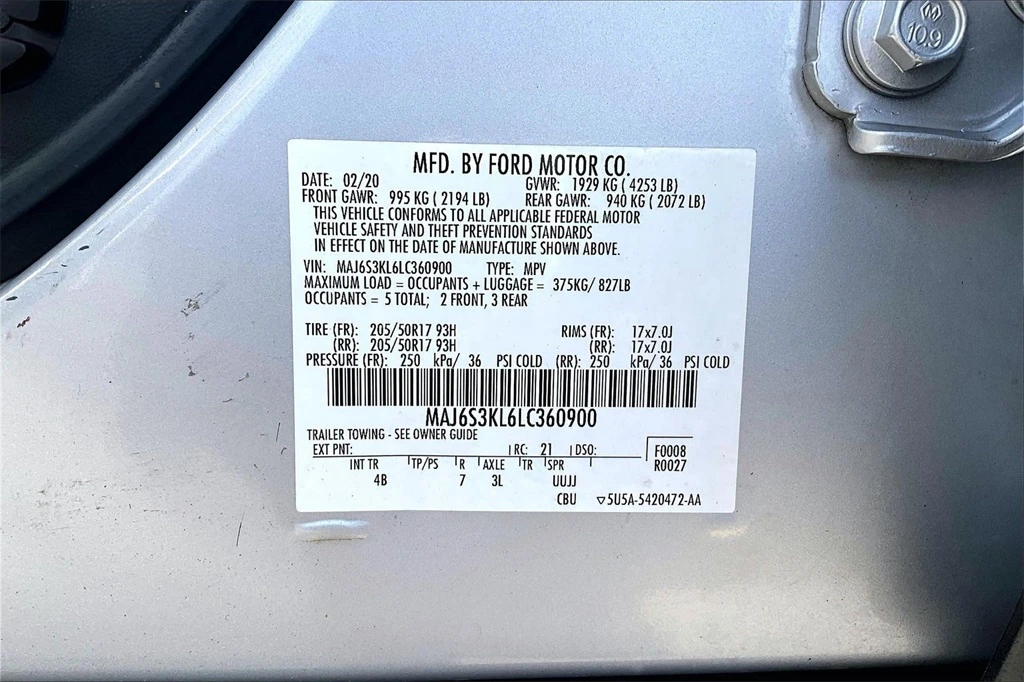 10.9
MFD. BY FORD MOTOR CO.
DATE: 02/20 GVWR: 1929 KG ( 4253 LB)
FRONT GAWR: 995 KG ( 2194 LB) REAR GAWR: 940 KG ( 2072 LB)
THIS VEHICLE CONFORMS TO ALL APPLICABLE FEDERAL MOTOR
VEHICLE SAFETY AND THEFT PREVENTION STANDARDS
IN EFFECT ON THE DATE OF MANUFACTURE SHOWN ABOVE.
VIN: MAJ6S3KL6LC360900 TYPE: MPV
MAXIMUM LOAD = OCCUPANTS + LUGGAGE = 375KG/ 827LB
OCCUPANTS = 5 TOTAL; 2 FRONT, 3 REAR
TIRE (FR): 205/50R17 93H RIMS (FR): 17x7.0J
(RR): 205/50R17 93H (RR): 17x7.0J
PRESSURE (FR): 250 kPa/ 36 PSI COLD (RR): 250 kPa/ 36 PSI COLD
MAJ6S3KL6LC360900
TRAILER TOWING - SEE OWNER GUIDE
EXT PNT: RC: 21 DSO: F0008
INT TR TP/PS R AXLE TR SPR R0027
4B 7 3L UUJJ
CBU ▽5U5A-5420472-AA